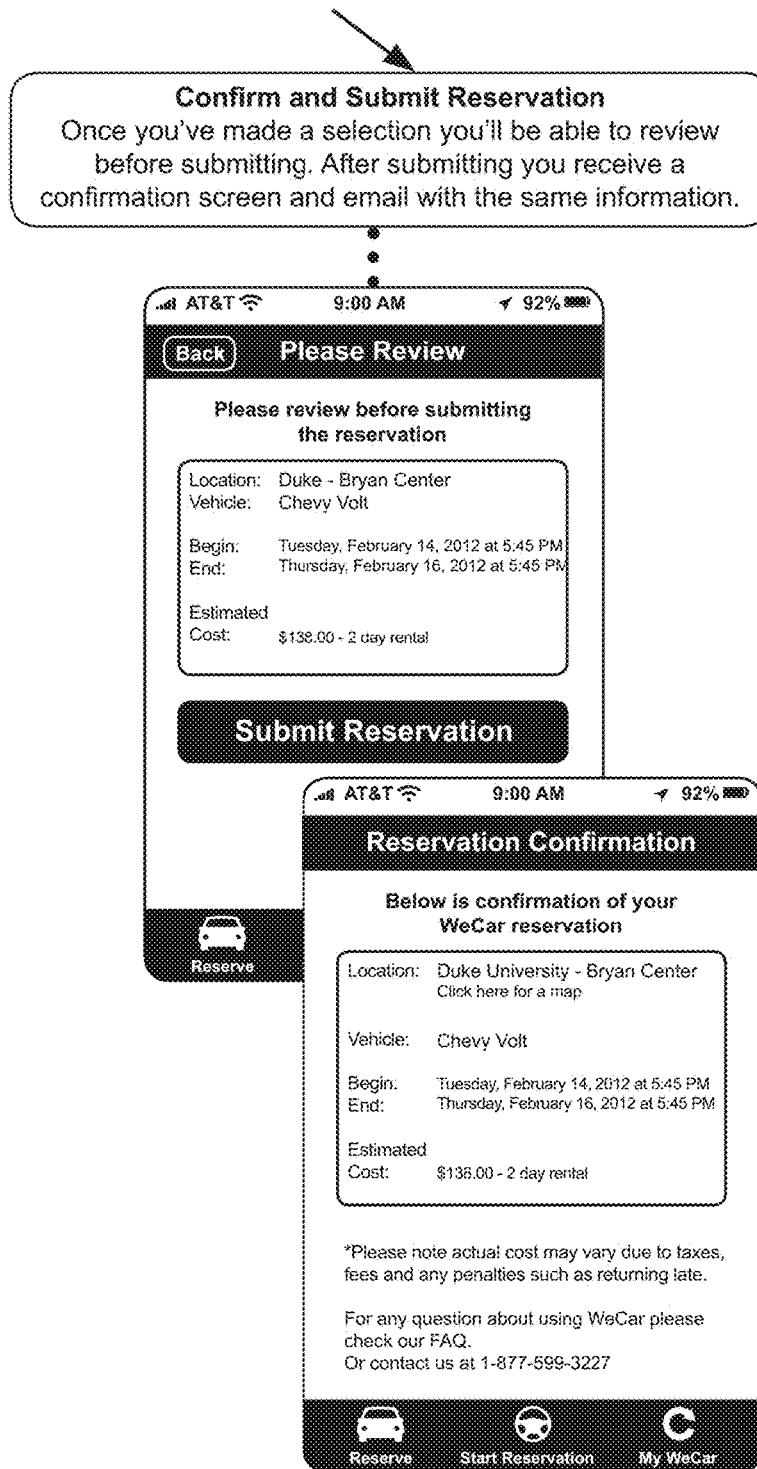 Confirm and Submit Reservation
Once you've made a selection you'll be able to review
before submitting. After submitting you receive a
confirmation screen and email with the same information.
AT&T 9:00 AM 92%
Back Please Review
Please review before submitting
the reservation
Location: Duke - Bryan Center
Vehicle: Chevy Volt
Begin: Tuesday, February 14, 2012 at 5:45 PM
End: Thursday, February 16, 2012 at 5:45 PM
Estimated
Cost: $138.00 - 2 day rental
Submit Reservation
Reserve
AT&T 9:00 AM 92%
Reservation Confirmation
Below is confirmation of your
WeCar reservation
Location: Duke University - Bryan Center
Click here for a map
Vehicle: Chevy Volt
Begin: Tuesday, February 14, 2012 at 5:45 PM
End: Thursday, February 16, 2012 at 5:45 PM
Estimated
Cost: $138.00 - 2 day rental
*Please note actual cost may vary due to taxes,
fees and any penalties such as returning late.
For any question about using WeCar please
check our FAQ.
Or contact us at 1-877-599-3227
Reserve Start Reservation My WeCar